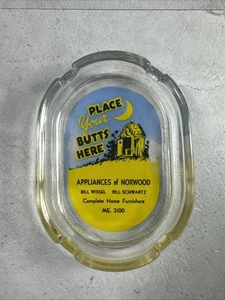 PLACE
Your
BUTTS
HERE
APPLIANCES of NORWOOD
BILL WISSEL BILL SCHWARTZ
Complete Home Furnishers
ME. 3100